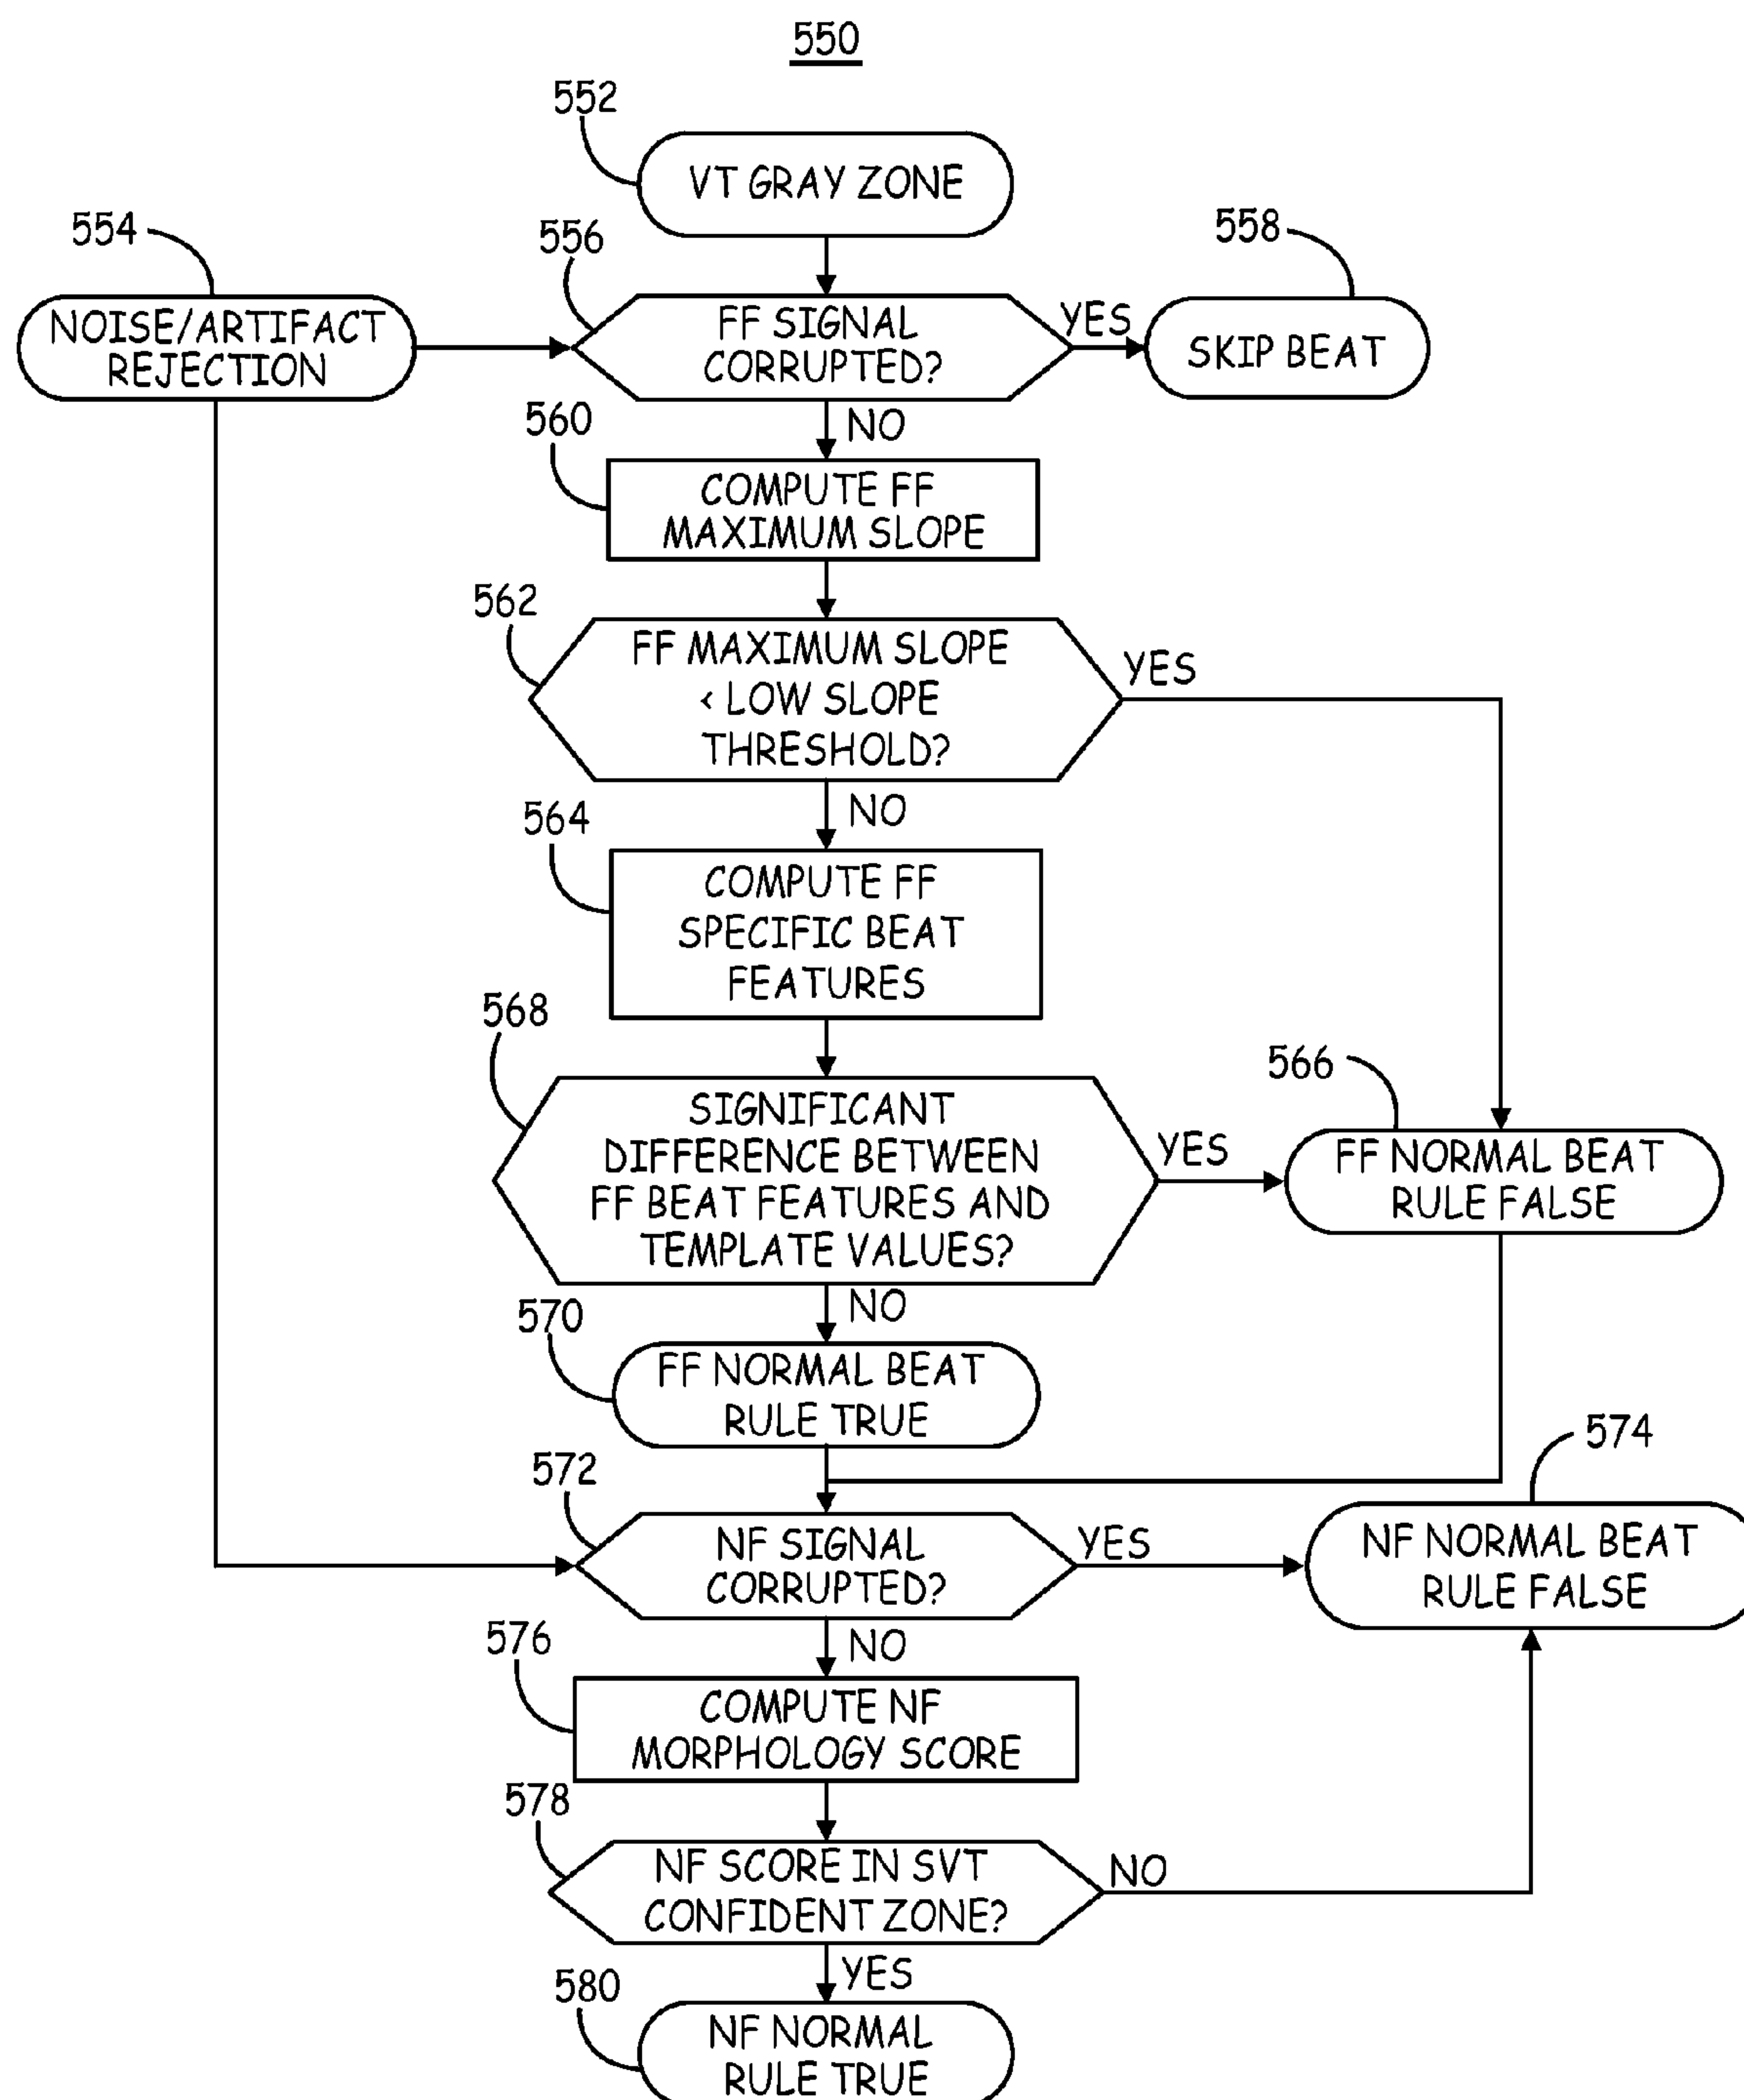 550
552
VT GRAY ZONE
554
NOISE/ARTIFACT
REJECTION
556
FF SIGNAL
CORRUPTED?
YES
558
SKIP BEAT
NO
560
COMPUTE FF
MAXIMUM SLOPE
562
FF MAXIMUM SLOPE
< LOW SLOPE
THRESHOLD?
YES
NO
564
COMPUTE FF
SPECIFIC BEAT
FEATURES
568
SIGNIFICANT
DIFFERENCE BETWEEN
FF BEAT FEATURES AND
TEMPLATE VALUES?
YES
566
FF NORMAL BEAT
RULE FALSE
NO
570
FF NORMAL BEAT
RULE TRUE
572
NF SIGNAL
CORRUPTED?
YES
574
NF NORMAL BEAT
RULE FALSE
NO
576
COMPUTE NF
MORPHOLOGY SCORE
578
NF SCORE IN SVT
CONFIDENT ZONE?
NO
YES
580
NF NORMAL
RULE TRUE